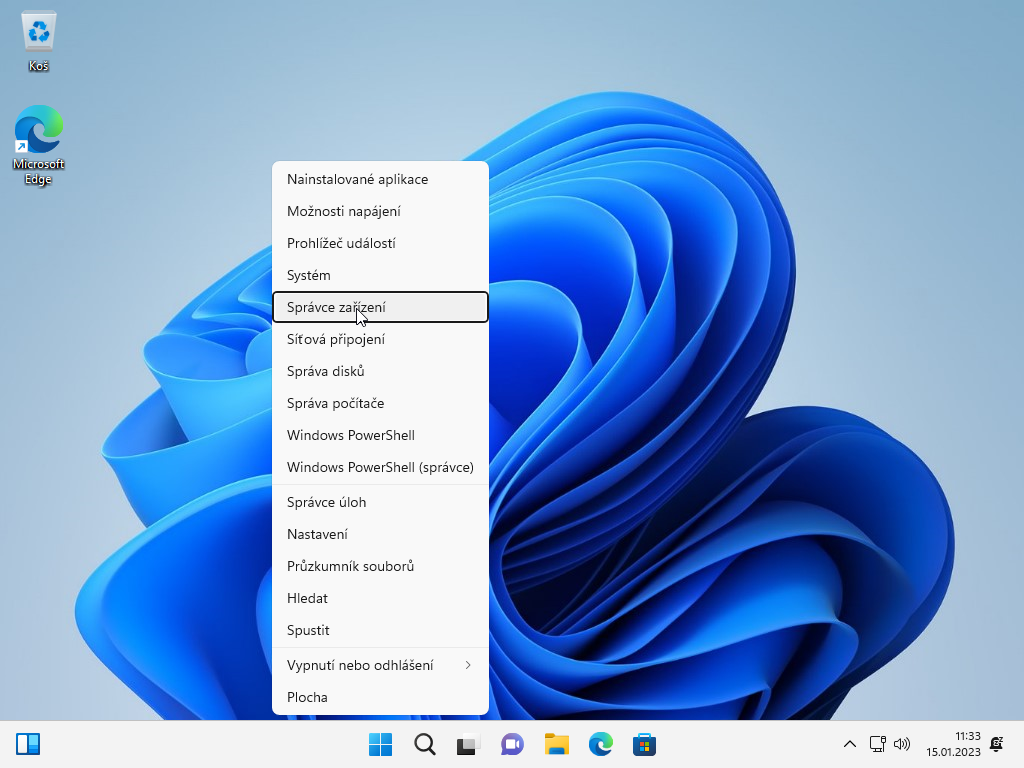 Koš
Microsoft
Edge
Nainstalované aplikace
Možnosti napájení
Prohlížeč událostí
Systém
Správce zařízení
Síťová připojení
Správa disků
Správa počítače
Windows PowerShell
Windows PowerShell (správce)
Správce úloh
Nastavení
Průzkumník souborů
Hledat
Spustit
Vypnutí nebo odhlášení
Plocha
11:33
15.01.2023